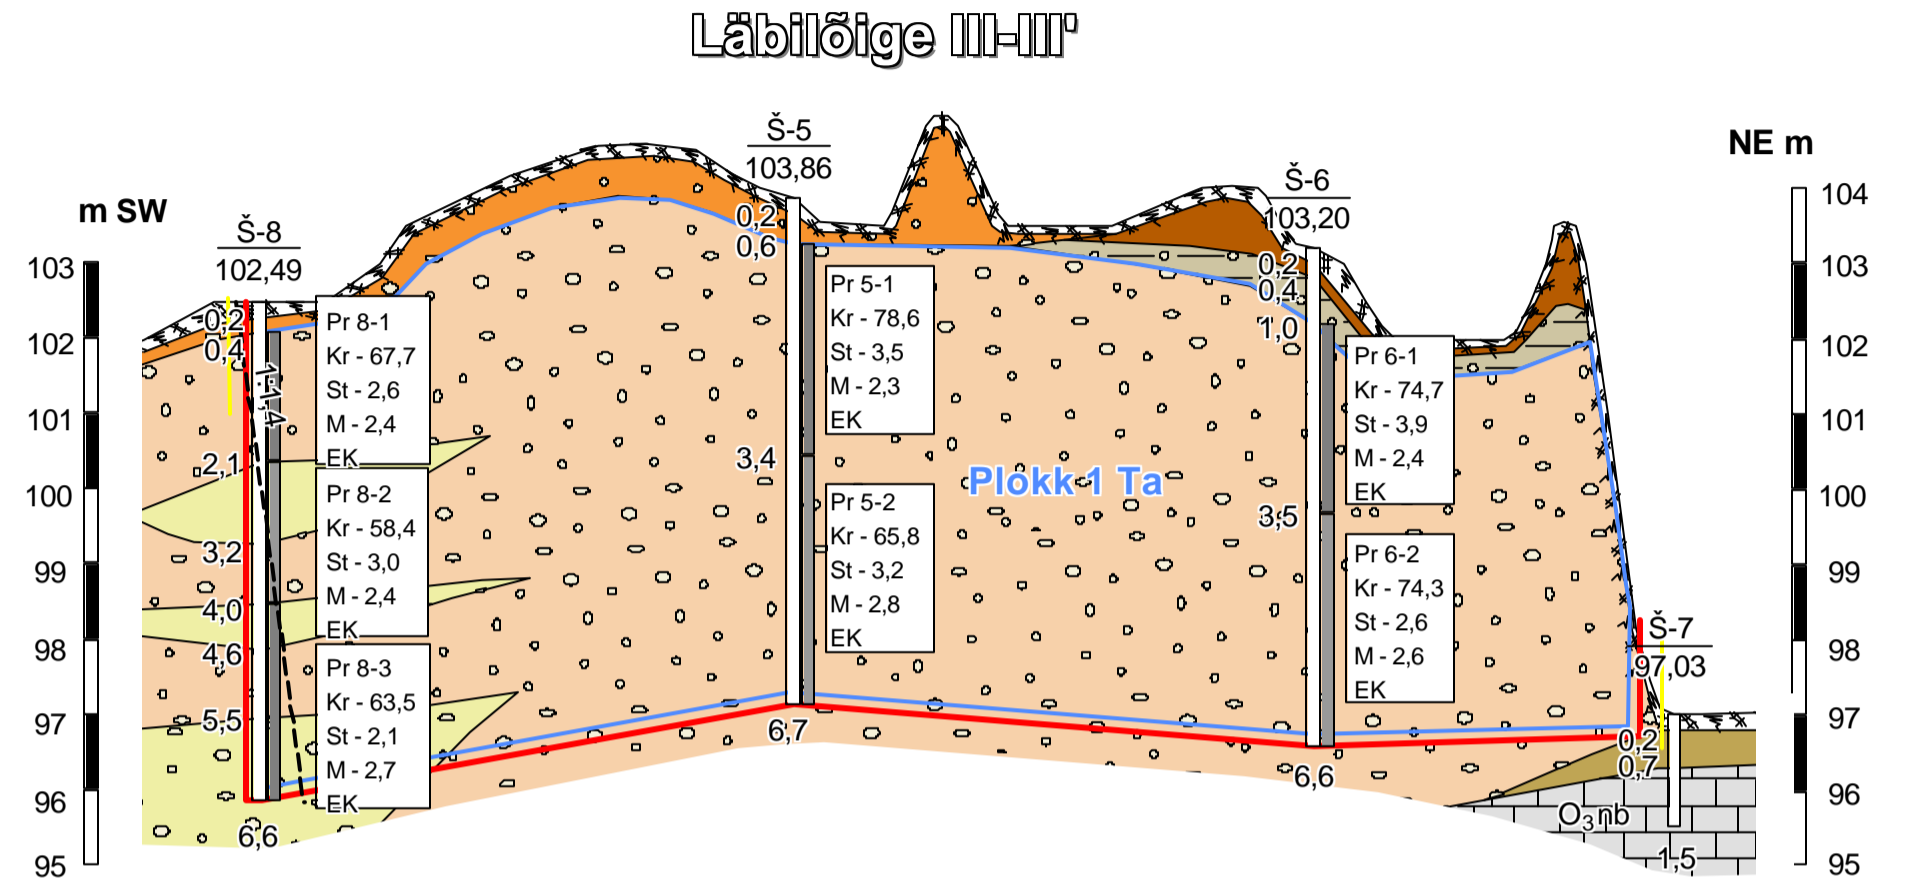 Läbilõige III-III'
m SW
NE m
103
102
101
100
99
98
97
96
95
Š-8
102,49
0,2
0,4
2,1
3,2
4,0
4,6
5,5
6,6
1:1,4
Pr 8-1
Kr - 67,7
St - 2,6
M - 2,4
EK
Pr 8-2
Kr - 58,4
St - 3,0
M - 2,4
EK
Pr 8-3
Kr - 63,5
St - 2,1
M - 2,7
EK
Š-5
103,86
0,2
0,6
3,4
6,7
Pr 5-1
Kr - 78,6
St - 3,5
M - 2,3
EK
Pr 5-2
Kr - 65,8
St - 3,2
M - 2,8
EK
Plokk 1 Ta
Š-6
103,20
0,2
0,4
1,0
3,5
6,6
Pr 6-1
Kr - 74,7
St - 3,9
M - 2,4
EK
Pr 6-2
Kr - 74,3
St - 2,6
M - 2,6
EK
Š-7
97,03
0,2
0,7
O₃nb
1,5
104
103
102
101
100
99
98
97
96
95